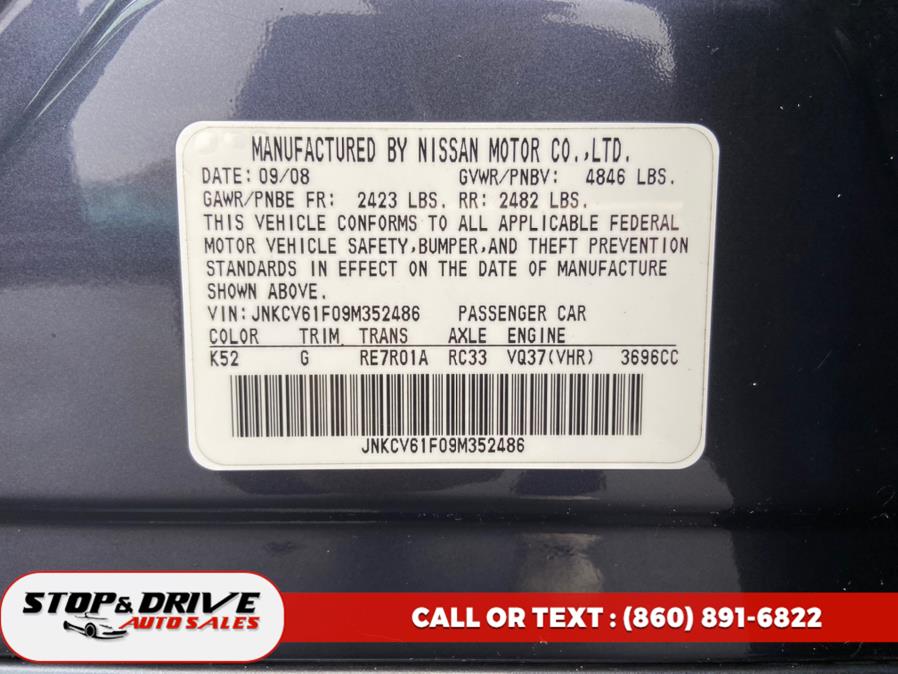 MANUFACTURED BY NISSAN MOTOR CO.,LTD.
DATE: 09/08 GVWR/PNBV: 4846 LBS.
GAWR/PNBE FR: 2423 LBS. RR: 2482 LBS.
THIS VEHICLE CONFORMS TO ALL APPLICABLE FEDERAL
MOTOR VEHICLE SAFETY,BUMPER,AND THEFT PREVENTION
STANDARDS IN EFFECT ON THE DATE OF MANUFACTURE
SHOWN ABOVE.
VIN:JNKCV61F09M352486 PASSENGER CAR
COLOR TRIM TRANS AXLE ENGINE
K52 G RE7R01A RC33 VQ37(VHR) 3696CC
JNKCV61F09M352486
STOP & DRIVE
AUTO SALES
CALL OR TEXT : (860) 891-6822